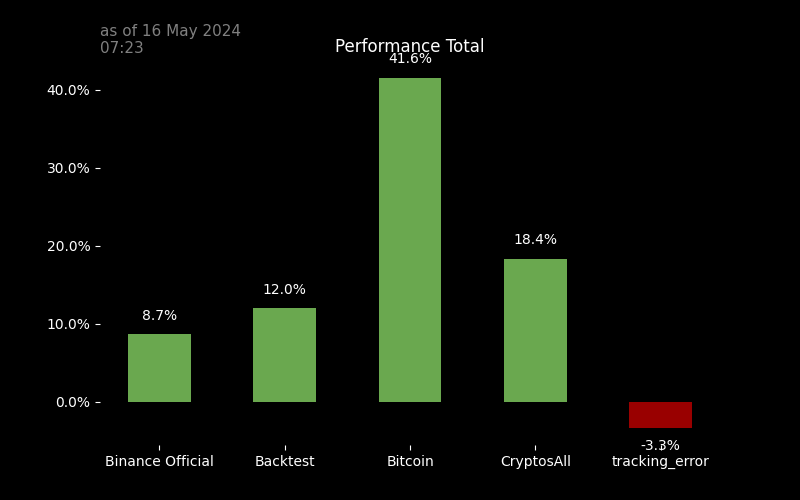 as of 16 May 2024
07:23
Performance Total
41.6%
40.0%
30.0%
20.0%
10.0%
0.0%
8.7%
12.0%
18.4%
-3.3%
Binance Official
Backtest
Bitcoin
CryptosAll
tracking_error